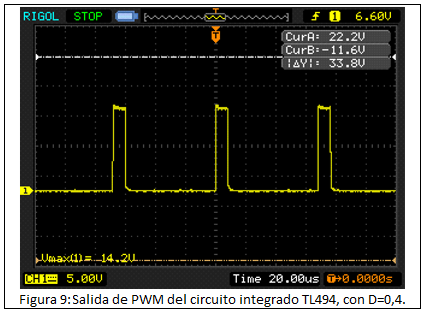 RIGOL STOP T 1 6.60V
CurA: 22.2V
CurB:-11.6V
|ΔY|: 33.8V
T
1
Vmax(1)= 14.2V
CH1 5.00V Time 20.00us T→0.0000s
Figura 9:Salida de PWM del circuito integrado TL494, con D=0,4.